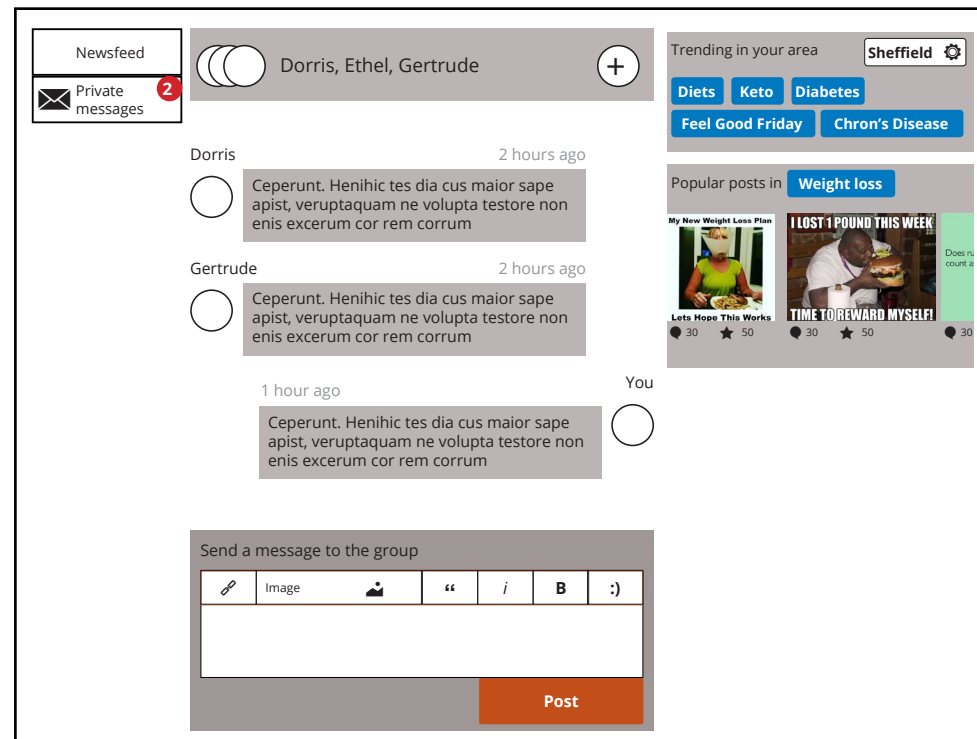 Newsfeed
Private
messages
2
Dorris, Ethel, Gertrude
+
Dorris
2 hours ago
Ceperunt. Henihic tes dia cus maior sape
apist, veruptaquam ne volupta testore non
enis excerum cor rem corrum
Gertrude
2 hours ago
Ceperunt. Henihic tes dia cus maior sape
apist, veruptaquam ne volupta testore non
enis excerum cor rem corrum
You
1 hour ago
Ceperunt. Henihic tes dia cus maior sape
apist, veruptaquam ne volupta testore non
enis excerum cor rem corrum
Send a message to the group
Image
“
i
B
:)
Post
Trending in your area
Sheffield
Diets
Keto
Diabetes
Feel Good Friday
Chron’s Disease
Popular posts in
Weight loss
My New Weight Loss Plan
Lets Hope This Works
30
50
I LOST 1 POUND THIS WEEK
TIME TO REWARD MYSELF!
30
50
Does
count
30